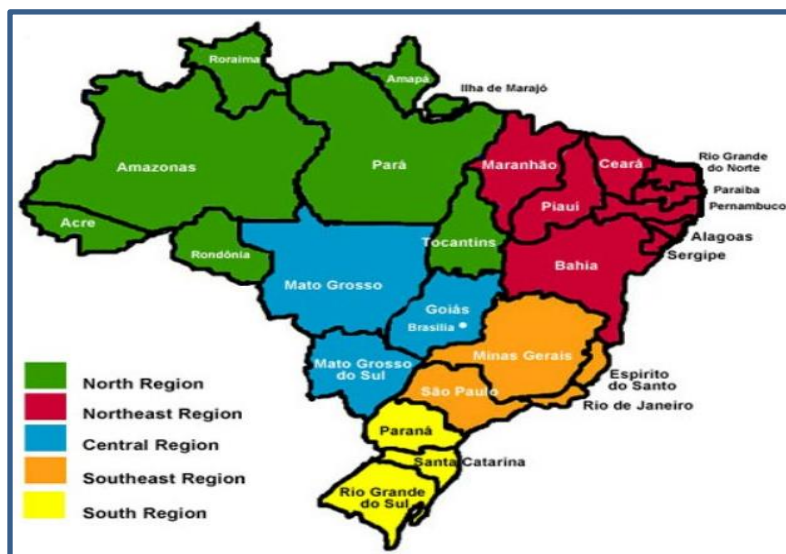 Roraima
Amapá
Ilha de Marajó
Amazonas
Pará
Maranhão
Ceará
Rio Grande
do Norte
Paraiba
Piaui
Pernambuco
Acre
Rondônia
Tocantins
Alagoas
Sergipe
Bahia
Mato Grosso
Goiás
Brasilia
Minas Gerais
Mato Grosso
do Sul
São Paulo
Espirito
do Santo
Rio de Janeiro
Paraná
Santa Catarina
Rio Grande
do Sul
North Region
Northeast Region
Central Region
Southeast Region
South Region